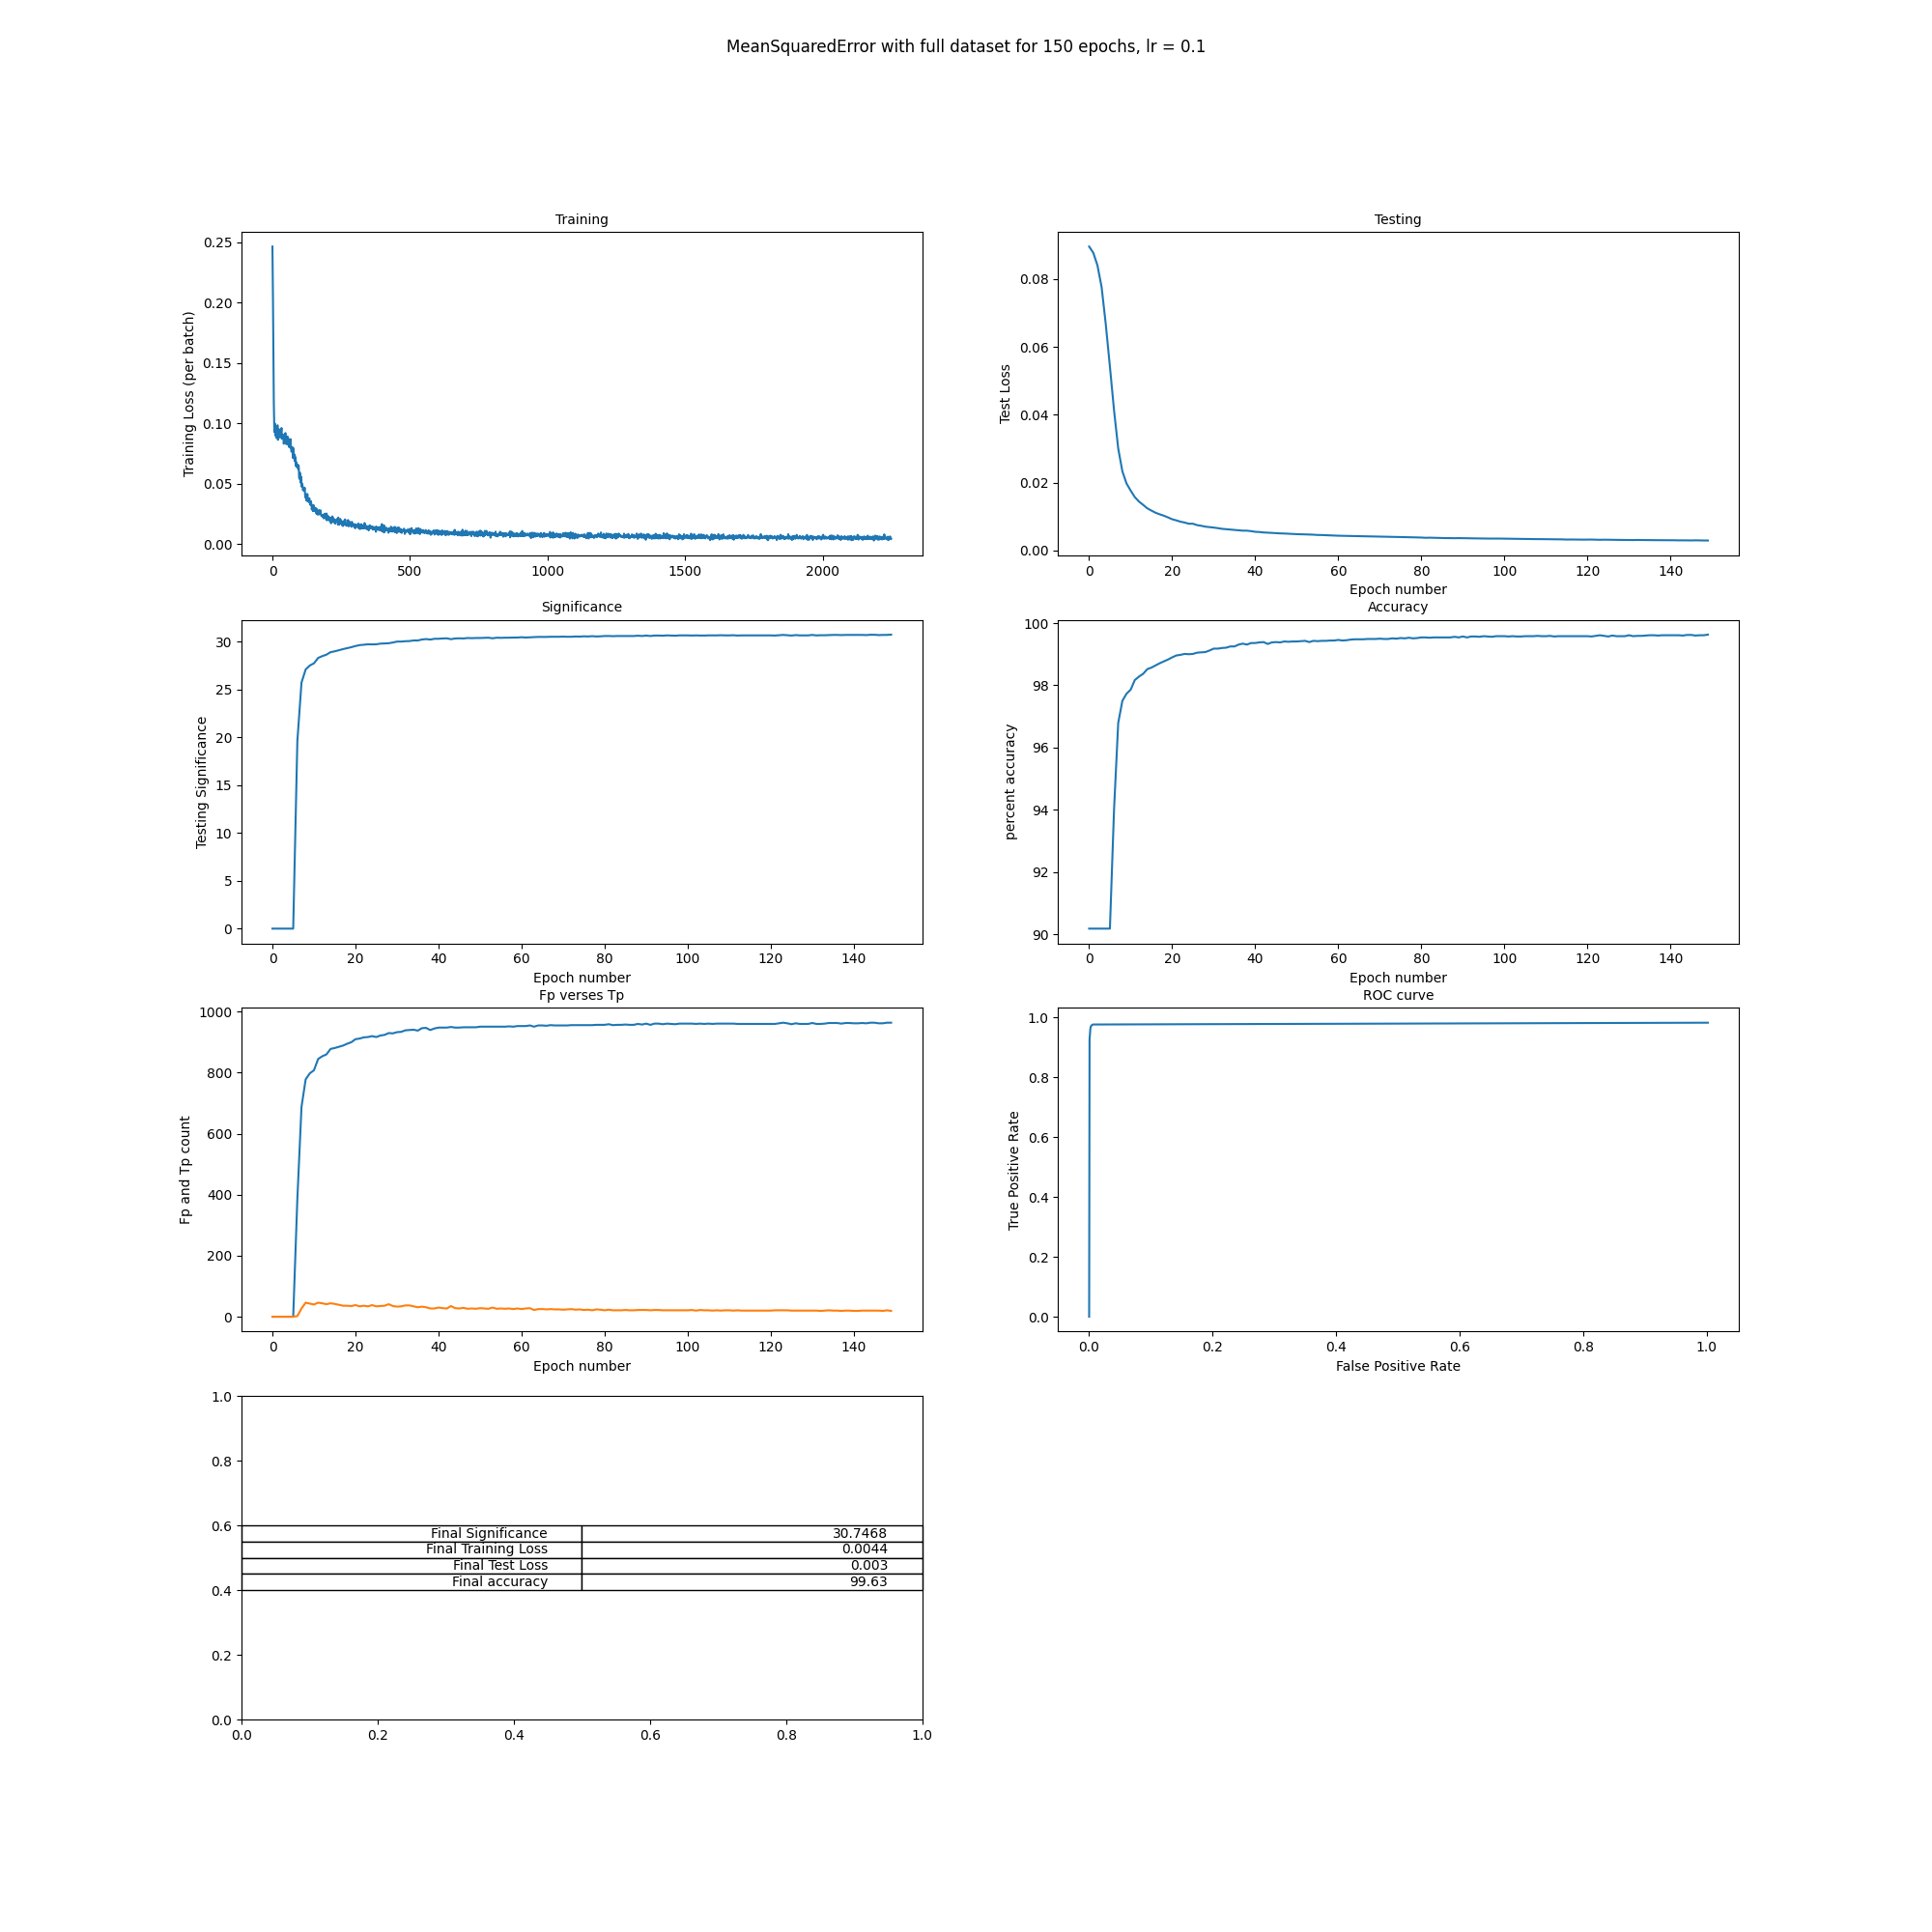 MeanSquaredError with full dataset for 150 epochs, lr = 0.1
Training
Training Loss (per batch)
0.25
0.20
0.15
0.10
0.05
0.00
0 500 1000 1500 2000
Testing
Test Loss
0.08
0.06
0.04
0.02
0.00
0 20 40 60 80 100 120 140
Epoch number
Significance
Testing Significance
30
25
20
15
10
5
0
0 20 40 60 80 100 120 140
Epoch number
Accuracy
percent accuracy
100
98
96
94
92
90
0 20 40 60 80 100 120 140
Epoch number
Fp verses Tp
Fp and Tp count
1000
800
600
400
200
0
0 20 40 60 80 100 120 140
Epoch number
ROC curve
True Positive Rate
1.0
0.8
0.6
0.4
0.2
0.0
0.0 0.2 0.4 0.6 0.8 1.0
False Positive Rate
1.0
0.8
0.6
0.4
0.2
0.0
Final Significance 30.7468
Final Training Loss 0.0044
Final Test Loss 0.003
Final accuracy 99.63
0.0 0.2 0.4 0.6 0.8 1.0